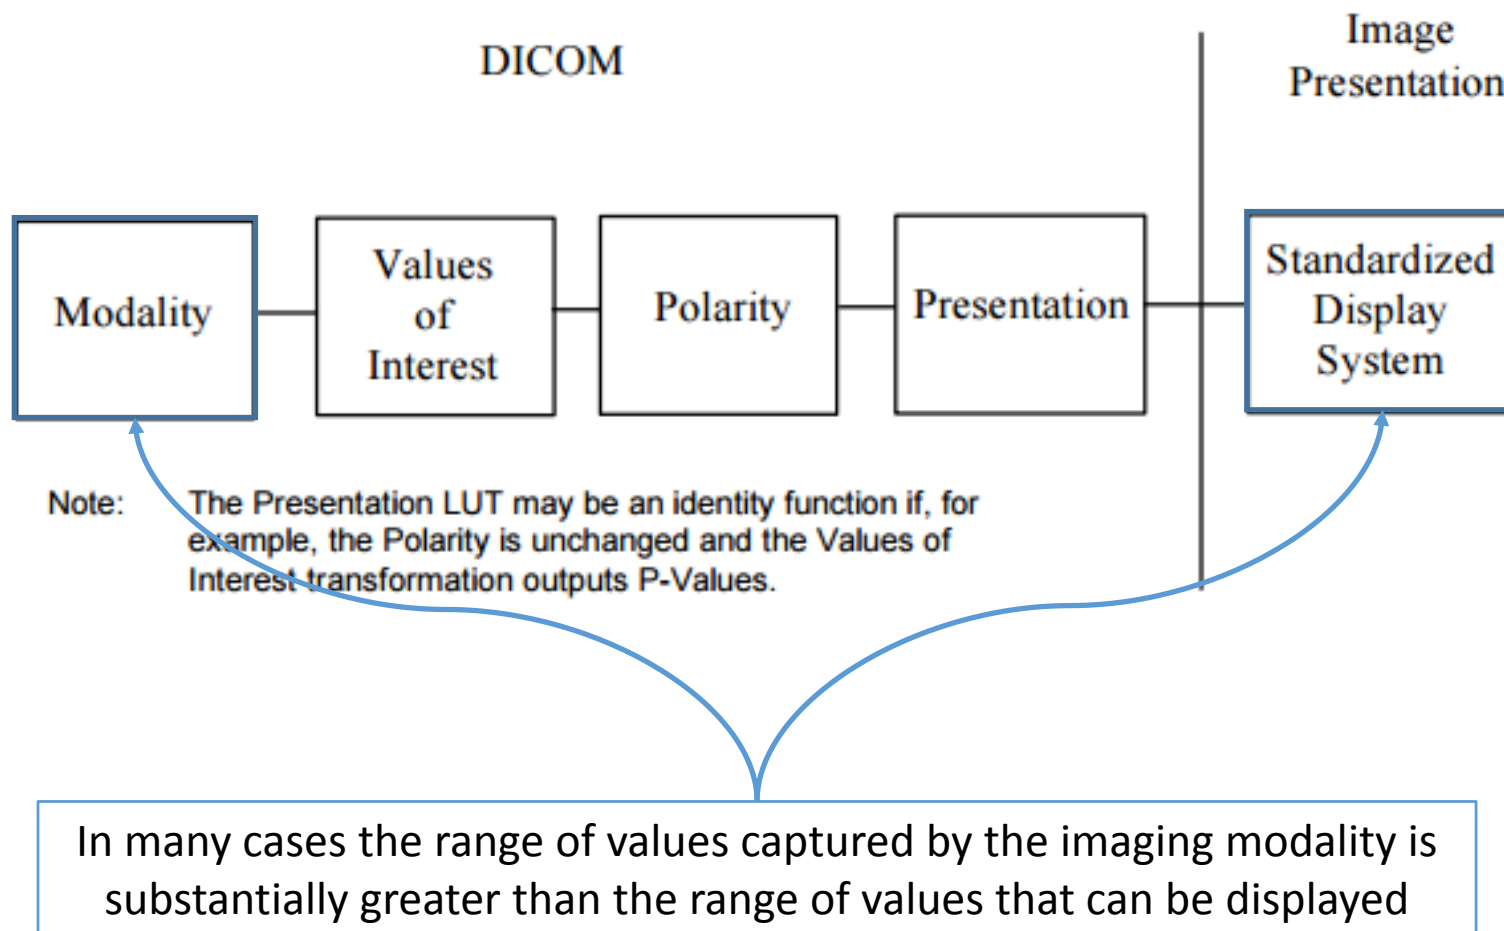 DICOM
Image
Presentation
Modality
Values
of
Interest
Polarity
Presentation
Standardized
Display
System
Note: The Presentation LUT may be an identity function if, for
example, the Polarity is unchanged and the Values of
Interest transformation outputs P-Values.
In many cases the range of values captured by the imaging modality is
substantially greater than the range of values that can be displayed